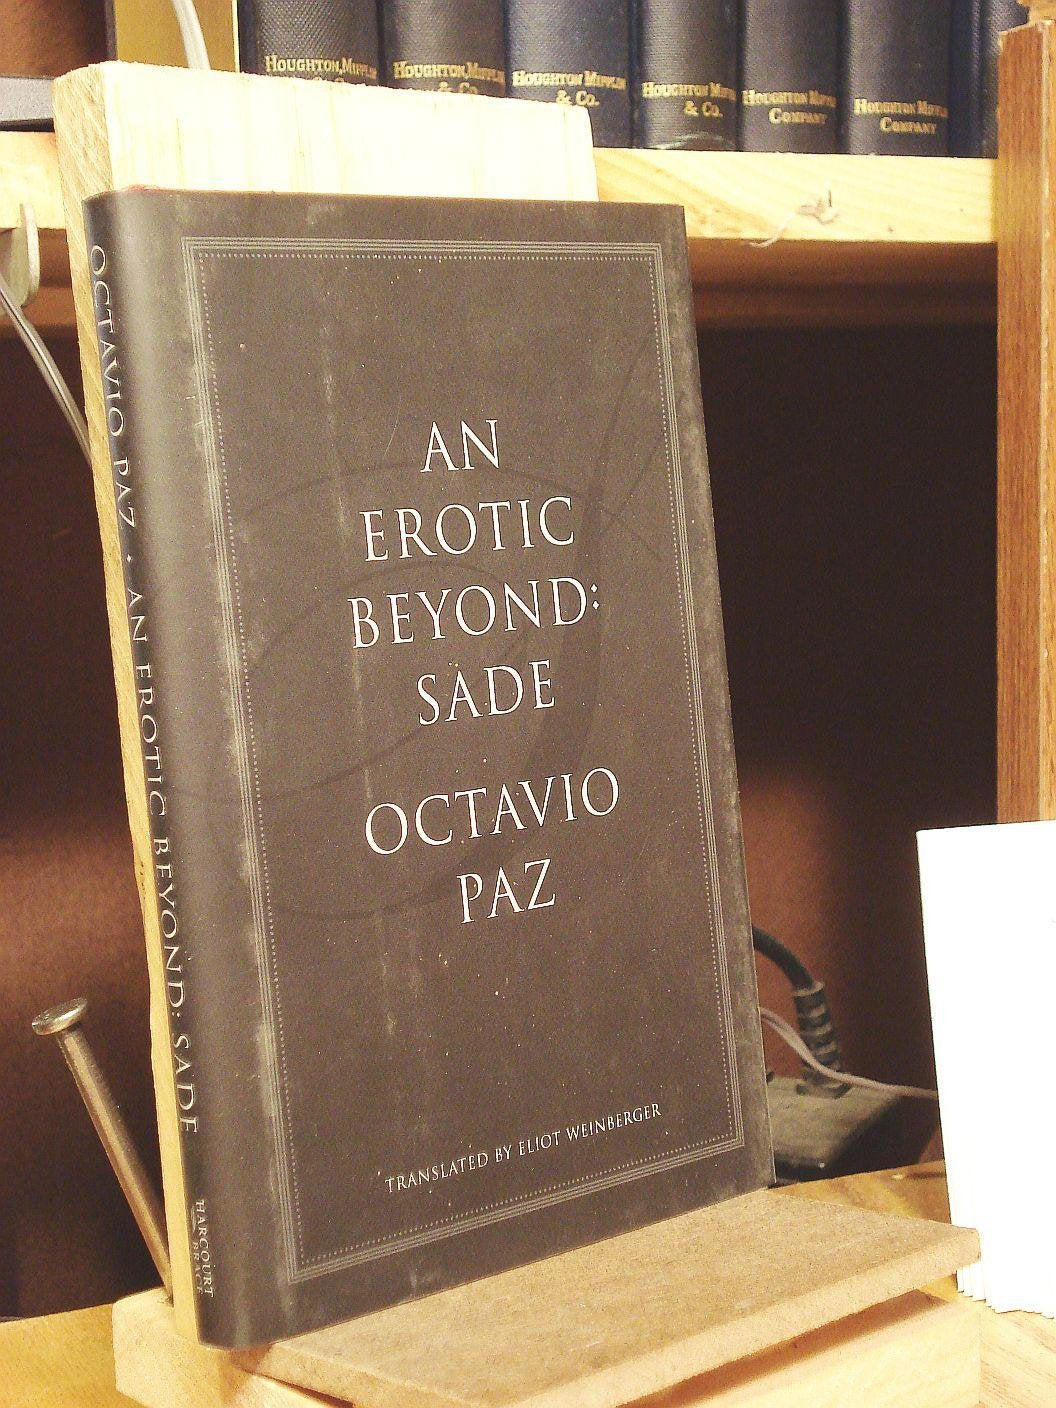 HOUGHTON, MIFFLIN
HOUGHTON, MIFFLIN
& CO.
HOUGHTON MIFFLIN
& CO.
HOUGHTON
& CO.
HOUGHTON
COMPANY
HOUGHTON MIFFLIN
COMPANY
OCTAVIO PAZ • AN EROTIC BEYOND: SADE
HARCOURT
BRACE
AN
EROTIC
BEYOND:
SADE
OCTAVIO
PAZ
TRANSLATED BY ELIOT WEINBERGER